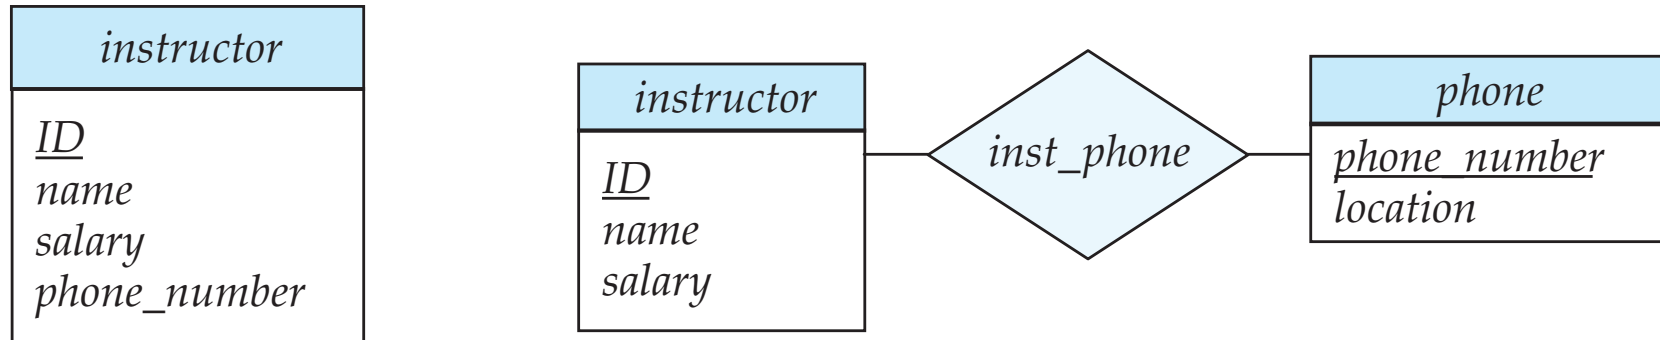 instructor
ID
name
salary
phone_number
instructor
ID
name
salary
inst_phone
phone
phone_number
location